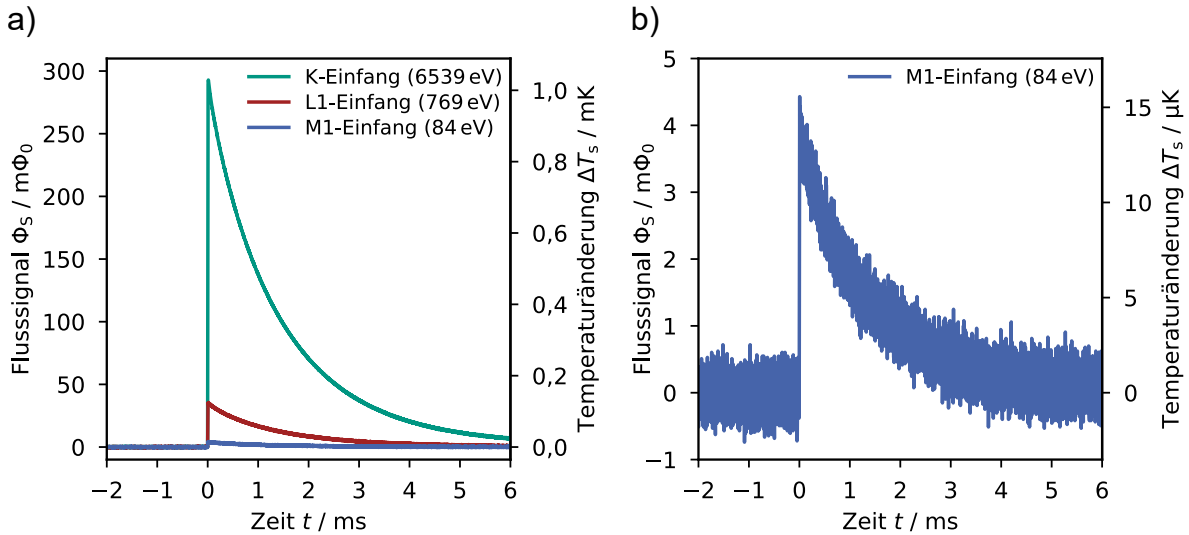 a)
K-Einfang (6539 eV)
L1-Einfang (769 eV)
M1-Einfang (84 eV)
300
250
200
150
100
50
0
Flusssignal Φ_S / mΦ_0
1,0
0,8
0,6
0,4
0,2
0,0
Temperaturänderung ΔT_s / mK
−2 −1 0 1 2 3 4 5 6
Zeit t / ms
b)
M1-Einfang (84 eV)
5
4
3
2
1
0
−1
Flusssignal Φ_S / mΦ_0
15
10
5
0
Temperaturänderung ΔT_s / µK
−2 −1 0 1 2 3 4 5 6
Zeit t / ms